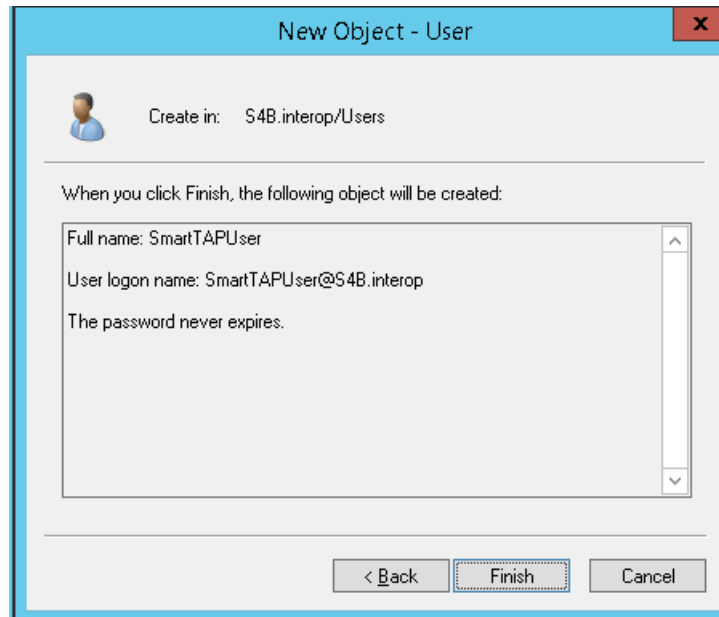 New Object - User
x
Create in: S4B.interop/Users
When you click Finish, the following object will be created:
Full name: SmartTAPUser
User logon name: SmartTAPUser@S4B.interop
The password never expires.
< Back Finish Cancel